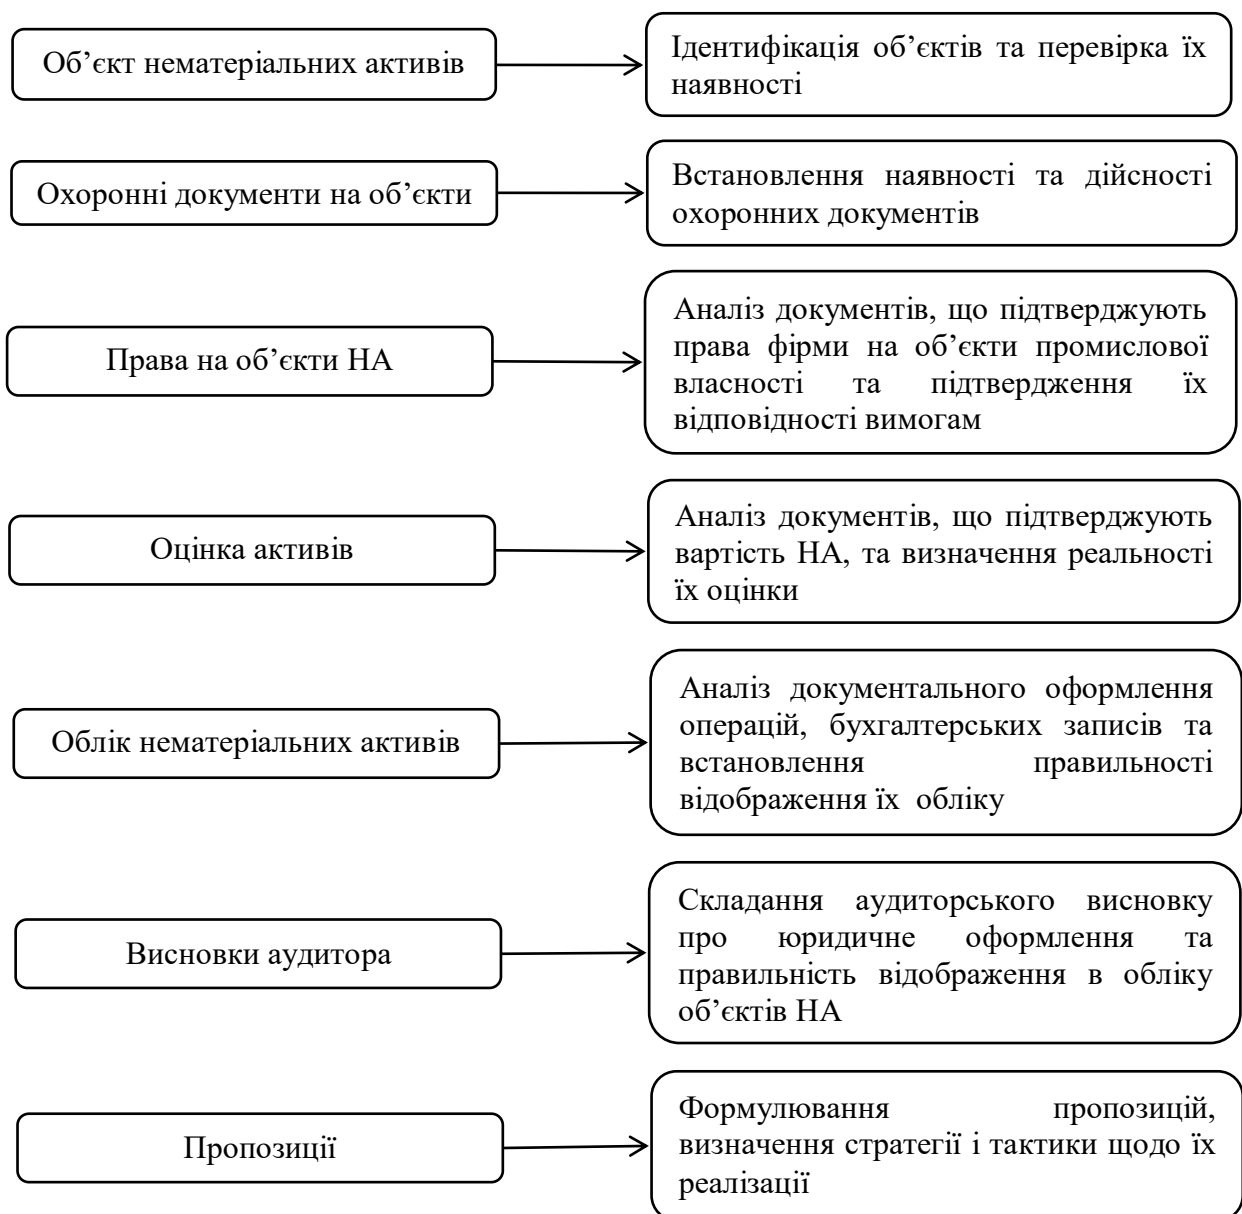 Об’єкт нематеріальних активів
Ідентифікація об’єктів та перевірка їх
наявності
Охоронні документи на об’єкти
Встановлення наявності та дійсності
охоронних документів
Права на об’єкти НА
Аналіз документів, що підтверджують
права фірми на об’єкти промислової
власності та підтвердження їх
відповідності вимогам
Оцінка активів
Аналіз документів, що підтверджують
вартість НА, та визначення реальності
їх оцінки
Облік нематеріальних активів
Аналіз документального оформлення
операцій, бухгалтерських записів та
встановлення правильності
відображення їх обліку
Висновки аудитора
Складання аудиторського висновку
про юридичне оформлення та
правильність відображення в обліку
об’єктів НА
Пропозиції
Формулювання пропозицій,
визначення стратегії і тактики щодо їх
реалізації